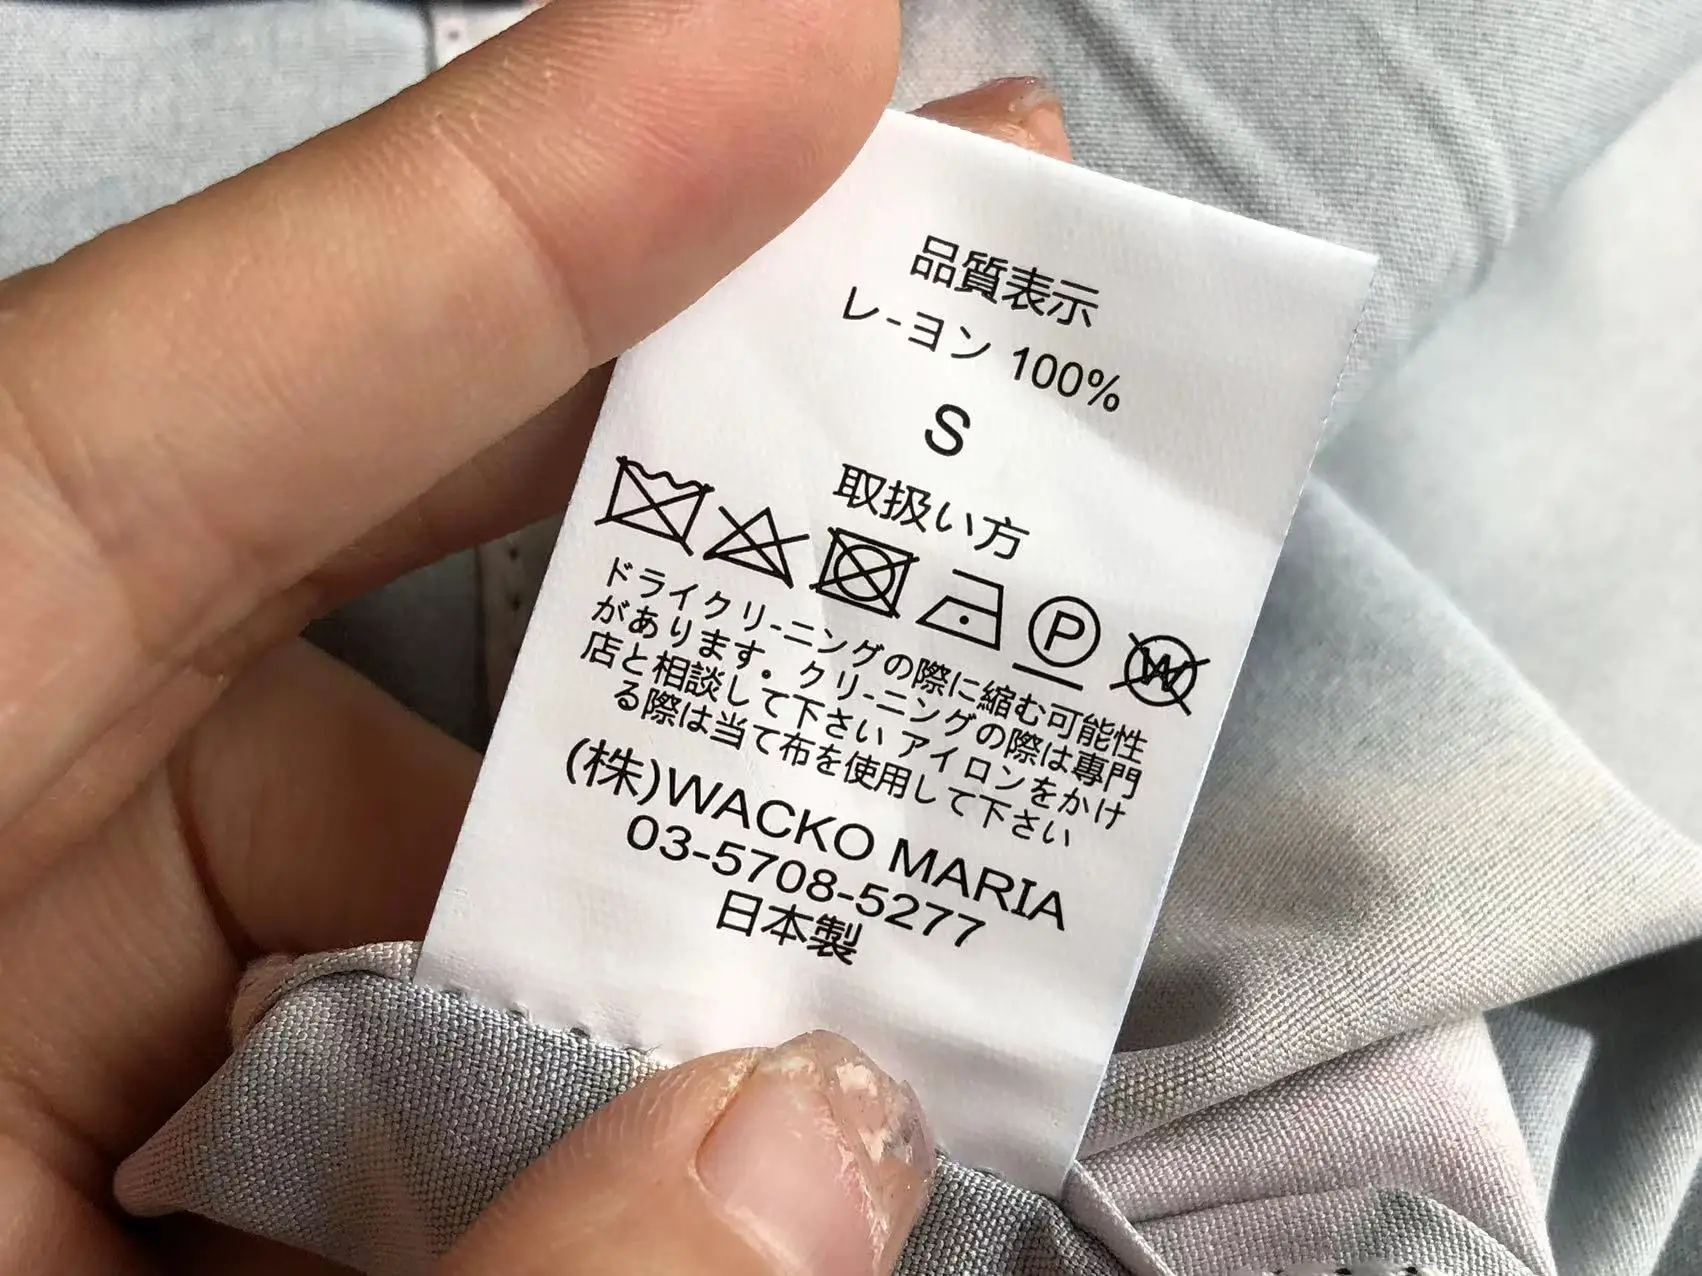 品質表示
レ-ヨン 100%
S
取扱い方
P W
ドライクリ-ニングの際に縮む可能性
があります。クリ-ニングの際は專門
店と相談して下さい アイロンをかけ
る際は当て布を使用して下さい
(株)WACKO MARIA
03-5708-5277
日本製